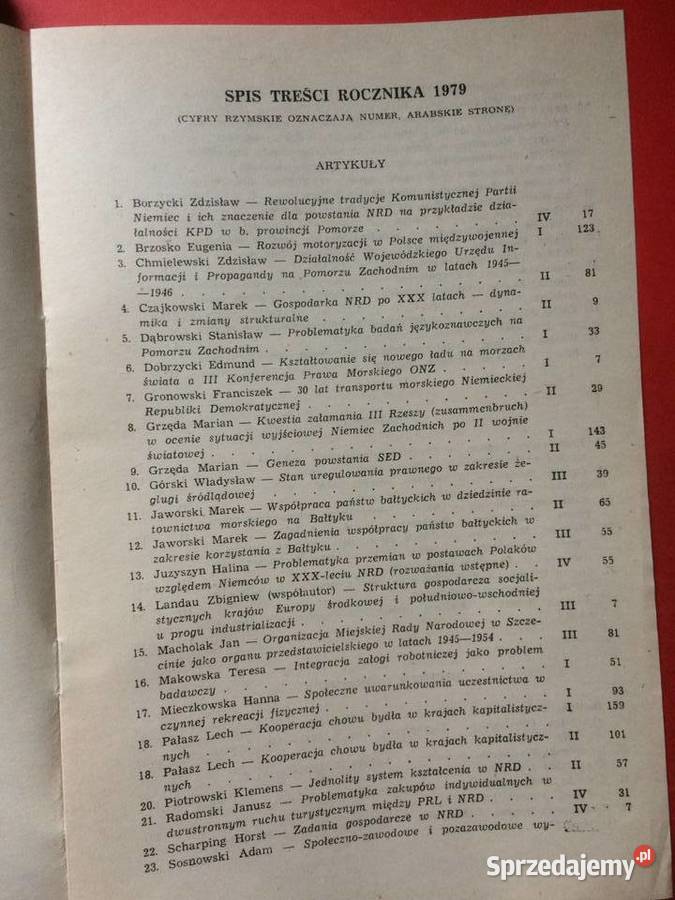 SPIS TREŚCI ROCZNIKA 1979
(CYFRY RZYMSKIE OZNACZAJĄ NUMER, ARABSKIE STRONĘ)
ARTYKUŁY
1. Borzycki Zdzisław — Rewolucyjne tradycje Komunistycznej Partii
Niemiec i ich znaczenie dla powstania NRD na przykładzie dzia-
łalności KPD w b. prowincji Pomorze . . . . . . . IV 17
2. Brzosko Eugenia — Rozwój motoryzacji w Polsce międzywojennej I 123
3. Chmielewski Zdzisław — Działalność Wojewódzkiego Urzędu In-
formacji i Propagandy na Pomorzu Zachodnim w latach 1945—
—1946 . . . . . . . . . . . . . . II 81
4. Czajkowski Marek — Gospodarka NRD po XXX latach — dyna-
mika i zmiany strukturalne . . . . . . . . . II 9
5. Dąbrowski Stanisław — Problematyka badań językoznawczych na
Pomorzu Zachodnim . . . . . . . . . . . I 33
6. Dobrzycki Edmund — Kształtowanie się nowego ładu na morzach
świata a III Konferencja Prawa Morskiego ONZ . . . . . I 7
7. Gronowski Franciszek — 30 lat transportu morskiego Niemieckiej
Republiki Demokratycznej . . . . . . . . . II 29
8. Grzęda Marian — Kwestia załamania III Rzeszy (zusammenbruch)
w ocenie sytuacji wyjściowej Niemiec Zachodnich po II wojnie
światowej . . . . . . . . . . . . . I 143
9. Grzęda Marian — Geneza powstania SED . . . . . . II 45
10. Górski Władysław — Stan uregulowania prawnego w zakresie że-
glugi śródlądowej . . . . . . . . . . . III 39
11. Jaworski Marek — Współpraca państw bałtyckich w dziedzinie ra-
townictwa morskiego na Bałtyku . . . . . . . . II 65
12. Jaworski Marek — Zagadnienia współpracy państw bałtyckich w
zakresie korzystania z Bałtyku . . . . . . . . III 55
13. Juzyszyn Halina — Problematyka przemian w postawach Polaków
względem Niemców w XXX-leciu NRD (rozważania wstępne) . . IV 55
14. Landau Zbigniew (współautor) — Struktura gospodarcza socjali-
stycznych krajów Europy środkowej i południowo-wschodniej
u progu industrializacji . . . . . . . . . . III 7
15. Macholak Jan — Organizacja Miejskiej Rady Narodowej w Szcze-
cinie jako organu przedstawicielskiego w latach 1945—1954 . . . III 81
16. Makowska Teresa — Integracja załogi robotniczej jako problem
badawczy . . . . . . . . . . . . . I 51
17. Mieczkowska Hanna — Społeczne uwarunkowania uczestnictwa w
czynnej rekreacji fizycznej . . . . . . . . . I 93
18. Pałasz Lech — Kooperacja chowu bydła w krajach kapitalistycz- I 159
nych . . . . . . . . . . . . . .
18. Pałasz Lech — Kooperacja chowu bydła w krajach kapitalistycz- II 101
nych . . . . . . . . . . . . . .
20. Piotrowski Klemens — Jednolity system kształcenia w NRD . . II 57
21. Radomski Janusz — Problematyka zakupów indywidualnych w
dwustronnym ruchu turystycznym między PRL i NRD . . . . IV 31
22. Scharping Horst — Zadania gospodarcze w NRD . . . . IV 7
23. Sosnowski Adam — Społeczno-zawodowe i pozazawodowe wy-
Sprzedajemy.pl